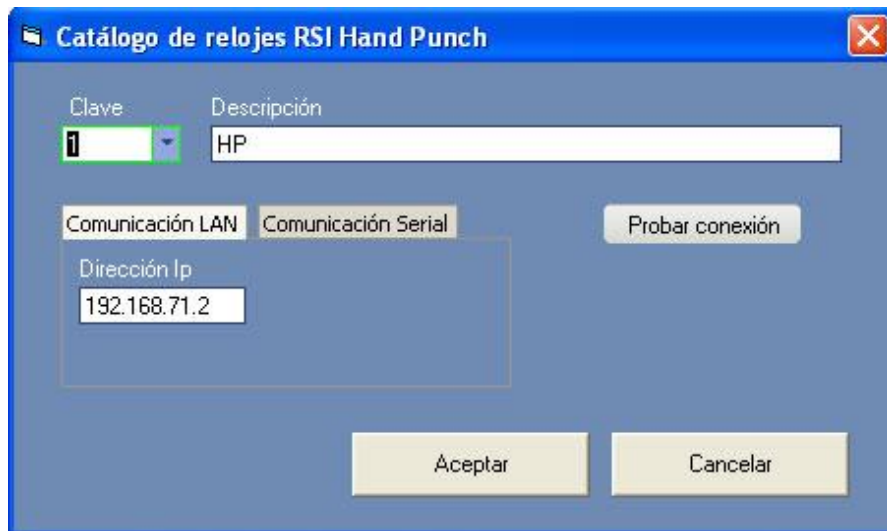 Catálogo de relojes RSI Hand Punch
Clave Descripción
1 HP
Comunicación LAN Comunicación Serial Probar conexión
Dirección Ip
192.168.71.2
Aceptar Cancelar